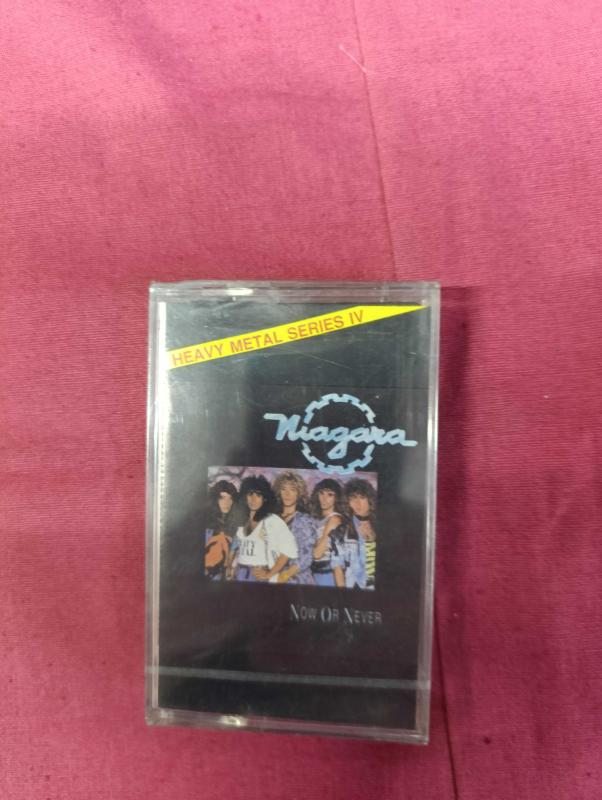 HEAVY METAL SERIES IV
Niagara
NOW OR NEVER